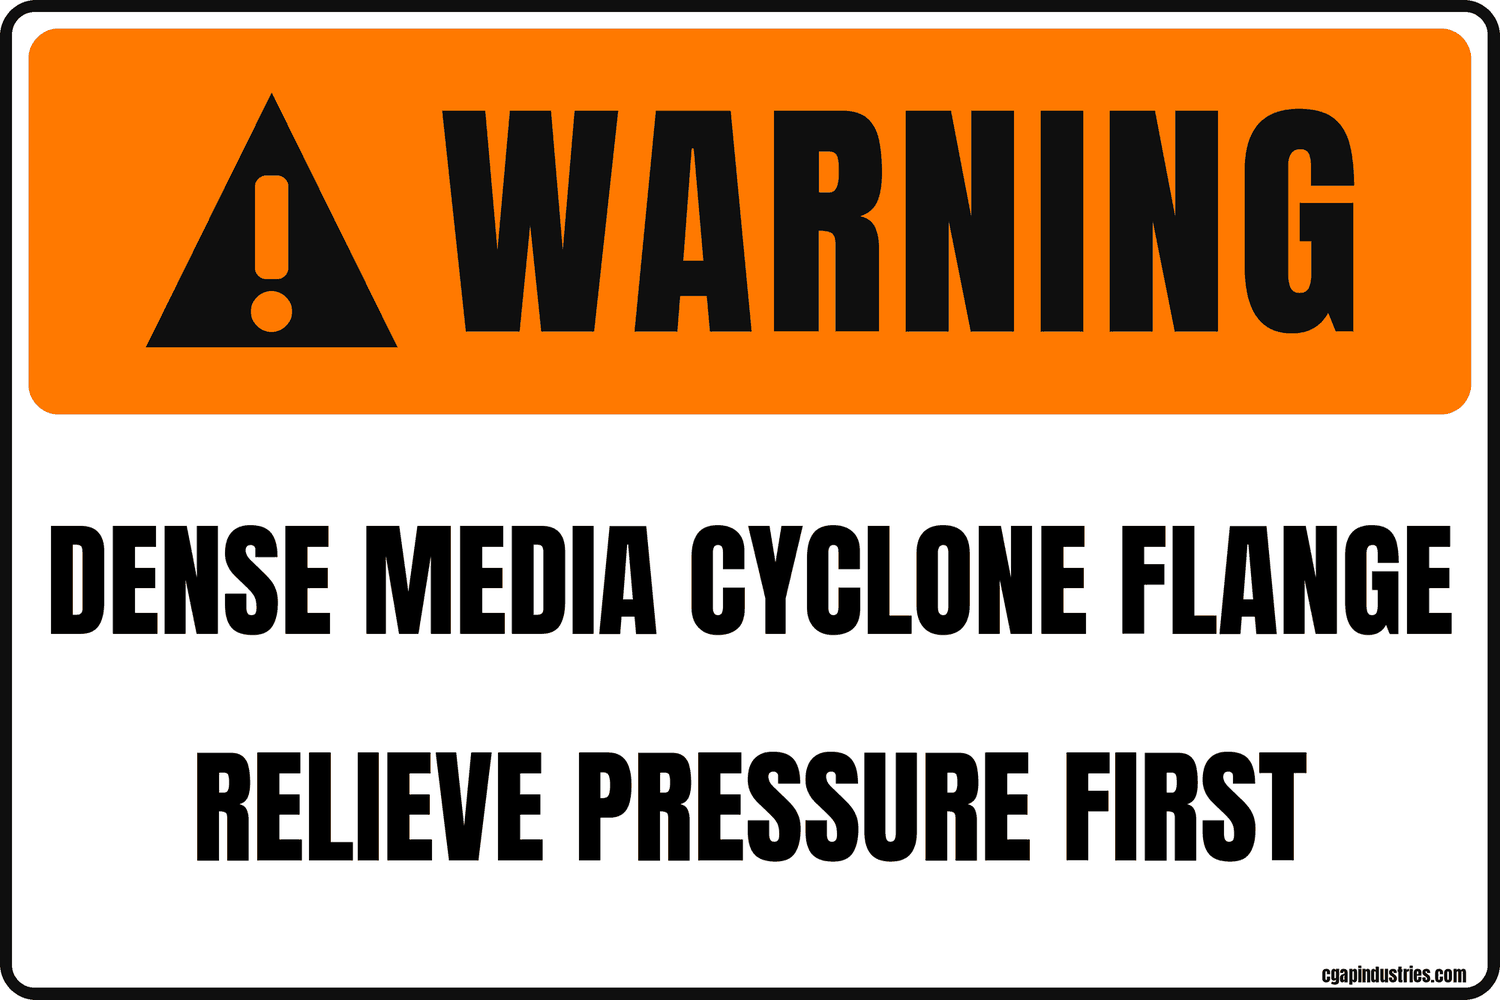 WARNING
DENSE MEDIA CYCLONE FLANGE
RELIEVE PRESSURE FIRST
cgapindustries.com